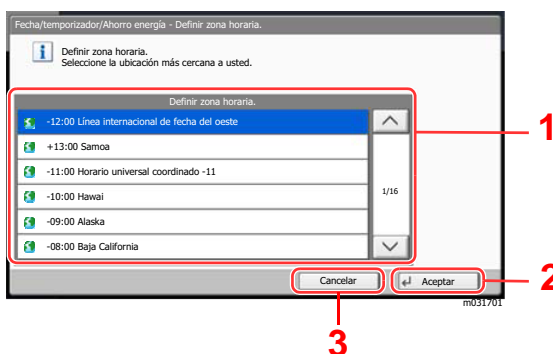 Fecha/temporizador/Ahorro energía - Definir zona horaria.
Definir zona horaria.
Seleccione la ubicación más cercana a usted.
Definir zona horaria.
-12:00 Línea internacional de fecha del oeste
1
+13:00 Samoa
-11:00 Horario universal coordinado -11
-10:00 Hawai
1/16
-09:00 Alaska
-08:00 Baja California
Cancelar
Aceptar
2
m031701
3